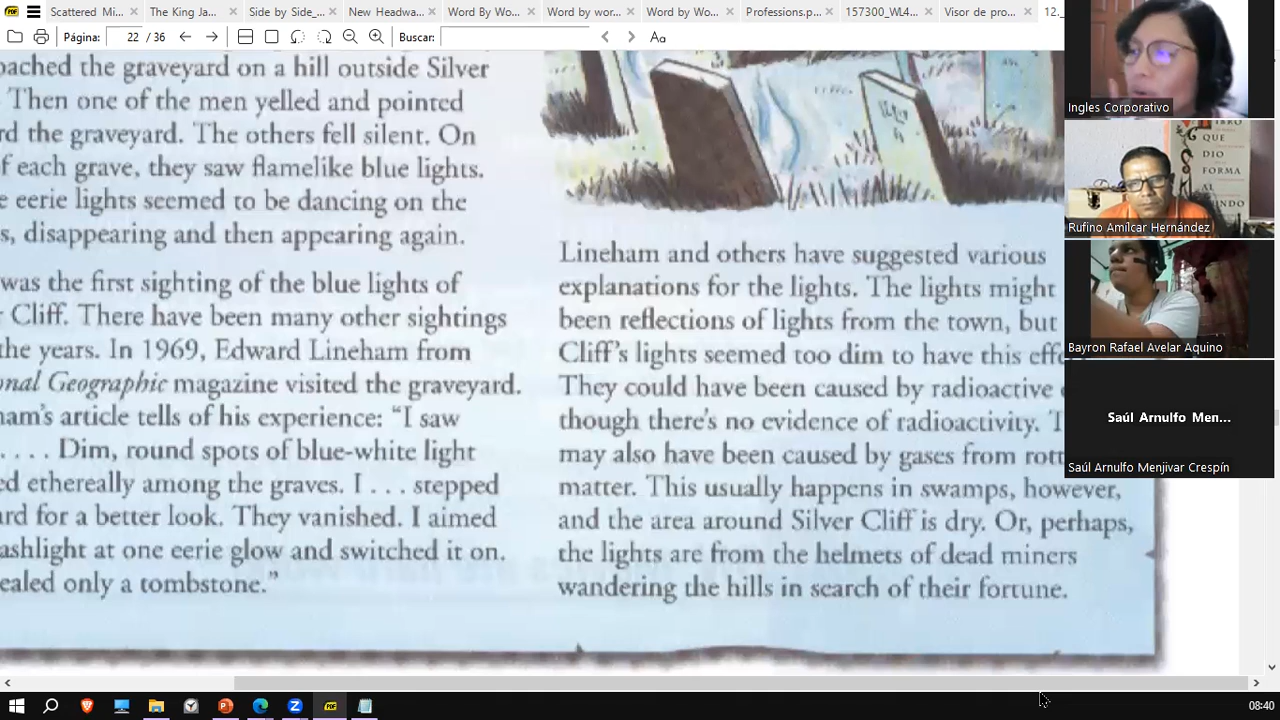 Scattered Mi...
The King Ja...
Side by Side_...
New Headwa...
Word By Wo...
Word by wor...
Word by Wo...
Professions.p...
157300_WL4...
Visor de pro...
12._
Página: 22 / 36
Buscar:
Aa
oached the graveyard on a hill outside Silver
Then one of the men yelled and pointed
rd the graveyard. The others fell silent. On
f each grave, they saw flamelike blue lights.
e eerie lights seemed to be dancing on the
s, disappearing and then appearing again.
was the first sighting of the blue lights of
r Cliff. There have been many other sightings
the years. In 1969, Edward Lineham from
onal Geographic magazine visited the graveyard.
ham's article tells of his experience: "I saw
. . . . Dim, round spots of blue-white light
ed ethereally among the graves. I . . . stepped
ard for a better look. They vanished. I aimed
ashlight at one eerie glow and switched it on.
ealed only a tombstone."
Lineham and others have suggested various
explanations for the lights. The lights might
been reflections of lights from the town, but
Cliff's lights seemed too dim to have this effe
They could have been caused by radioactive
though there's no evidence of radioactivity. T
may also have been caused by gases from rott
matter. This usually happens in swamps, however,
and the area around Silver Cliff is dry. Or, perhaps,
the lights are from the helmets of dead miners
wandering the hills in search of their fortune.
Ingles Corporativo
QUE
DIO
FORMA
AL
Rufino Amílcar Hernández
Bayron Rafael Avelar Aquino
Saúl Arnulfo Men...
Saúl Arnulfo Menjivar Crespín
08:40